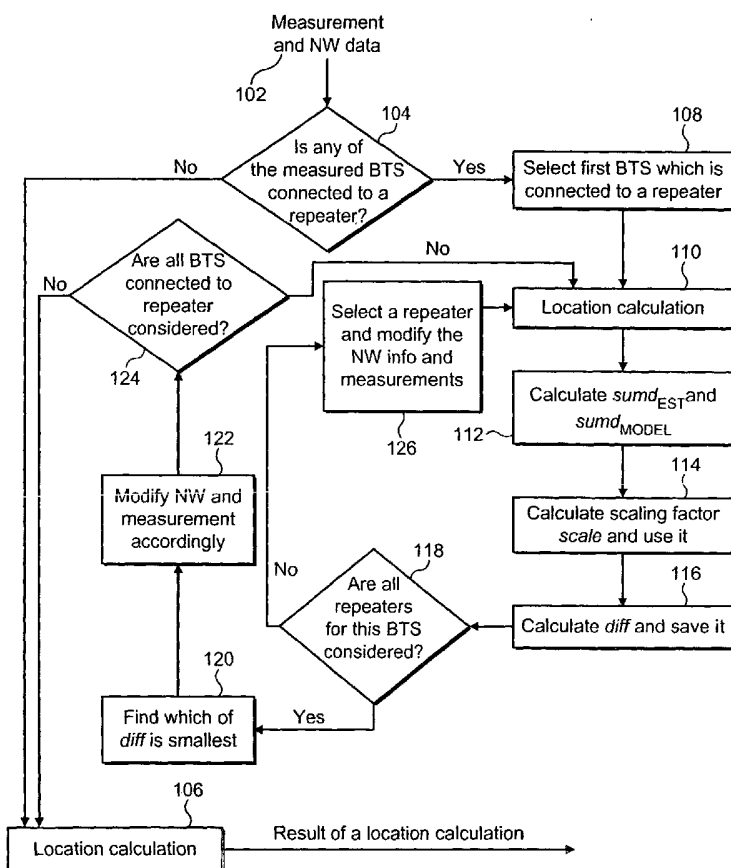 Measurement
and NW data
102
104
Is any of
the measured BTS
connected to a
repeater?
No
Yes
108
Select first BTS which is
connected to a repeater
Are all BTS
connected to
repeater
considered?
124
No
No
Select a repeater
and modify the
NW info and
measurements
126
110
Location calculation
Calculate sumdEST and
sumdMODEL
112
114
Calculate scaling factor
scale and use it
116
Calculate diff and save it
118
Are all
repeaters
for this BTS
considered?
No
Yes
122
Modify NW and
measurement
accordingly
120
Find which of
diff is smallest
106
Location calculation
Result of a location calculation